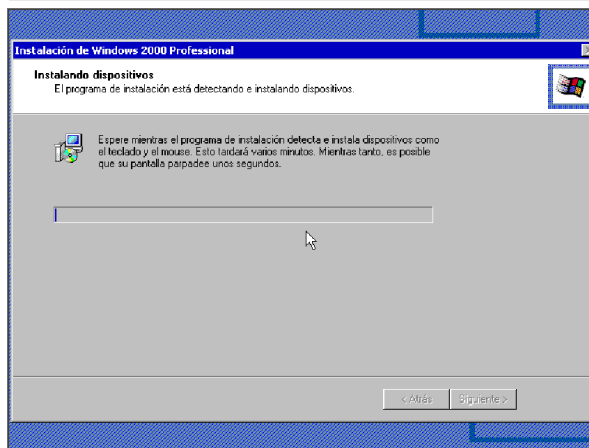 Instalación de Windows 2000 Professional
Instalando dispositivos
El programa de instalación está detectando e instalando dispositivos.
Espere mientras el programa de instalación detecta e instala dispositivos como
el teclado y el mouse. Esto tardará varios minutos. Mientras tanto, es posible
que su pantalla parpadee unos segundos.
< Atrás
Siguiente >